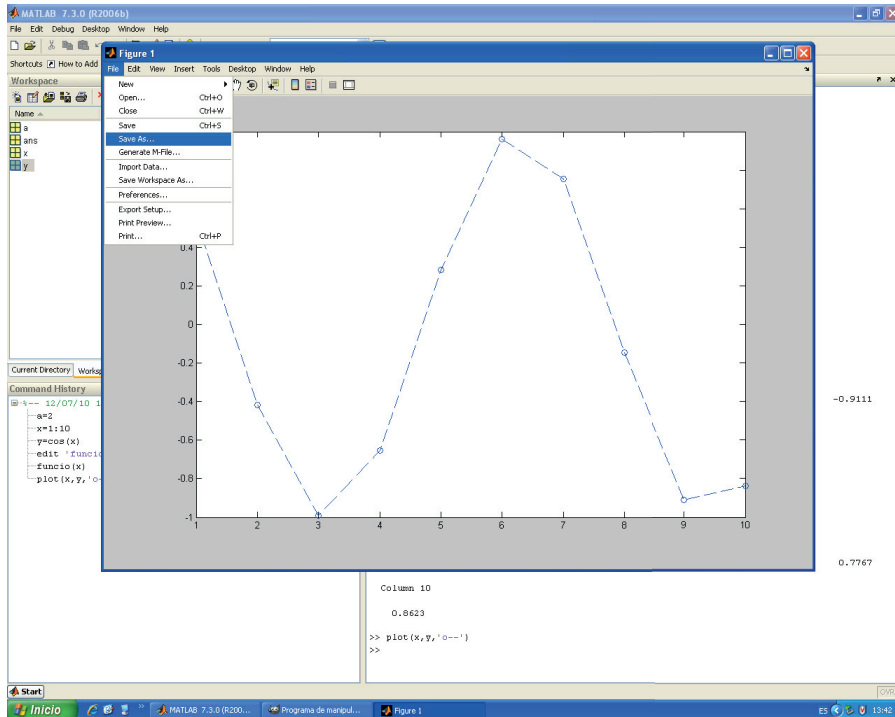 MATLAB 7.3.0 (R2006b)
File Edit Debug Desktop Window Help
Shortcuts How to Add
Workspace
Name
a
ans
x
y
Current Directory
Command History
%-- 12/07/10
a=2
x=1:10
y=cos(x)
edit
funcio(x)
Figure 1
File Edit View Insert Tools Desktop Window Help
New
Open... Ctrl+O
Close Ctrl+W
Save Ctrl+S
Save As...
Generate M-File...
Import Data...
Save Workspace As...
Preferences...
Export Setup...
Print Preview...
Print... Ctrl+P
0.4
0.2
0
-0.2
-0.4
-0.6
-0.8
-1
1 2 3 4 5 6 7 8 9 10
-0.9111
0.7767
Column 10
0.8623
>> plot(x,y,'o--')
>>
Start
OVR
Inicio
MATLAB 7.3.0 (R200...
Programa de manipul...
Figure 1
ES
13:42